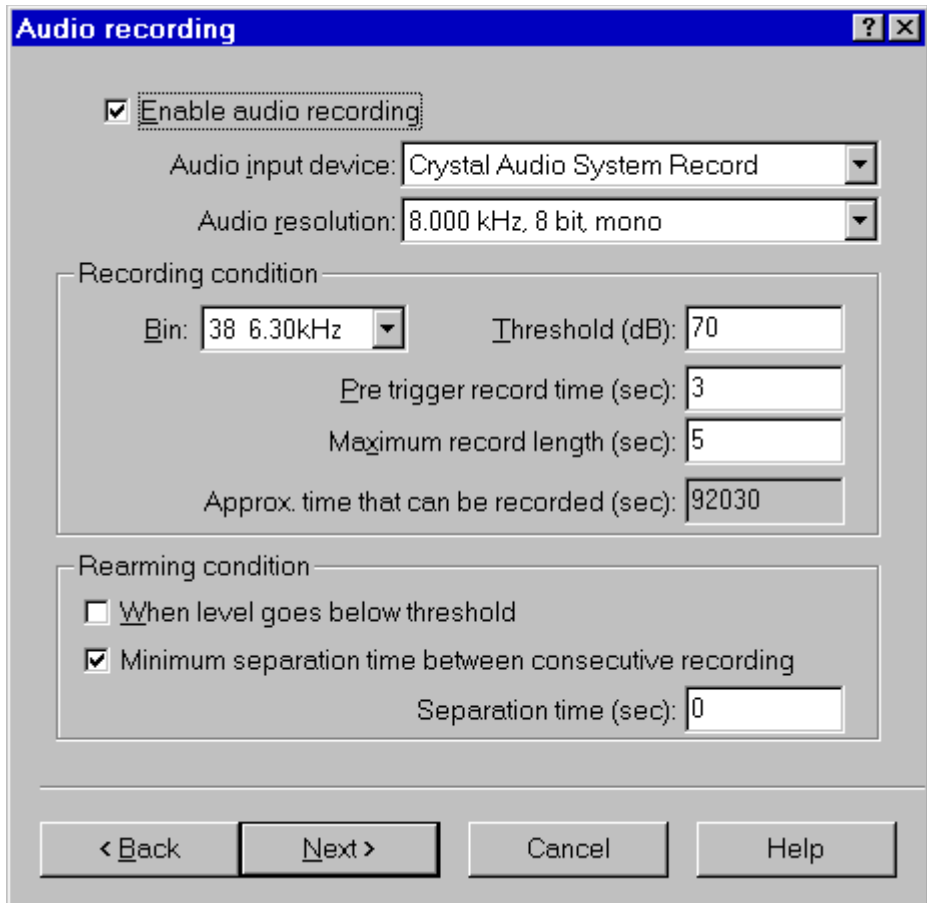 Audio recording
Enable audio recording
Audio input device: Crystal Audio System Record
Audio resolution: 8.000 kHz, 8 bit, mono
Recording condition
Bin: 38 6.30kHz Threshold (dB): 70
Pre trigger record time (sec): 3
Maximum record length (sec): 5
Approx. time that can be recorded (sec): 92030
Rearming condition
When level goes below threshold
Minimum separation time between consecutive recording
Separation time (sec): 0
< Back Next > Cancel Help